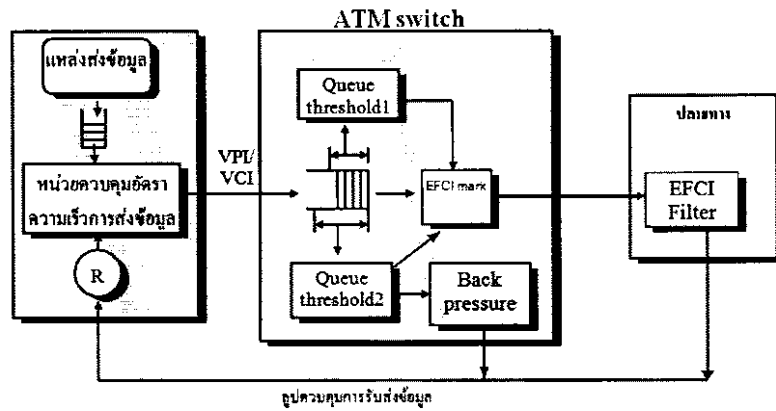 ATM switch
แหล่งส่งข้อมูล
หน่วยควบคุมอัตรา
ความเร็วการส่งข้อมูล
R
VPI/
VCI
Queue
threshold1
EFCI mark
Queue
threshold2
Back
pressure
ปลายทาง
EFCI
Filter
ลูปควบคุมการรับส่งข้อมูล